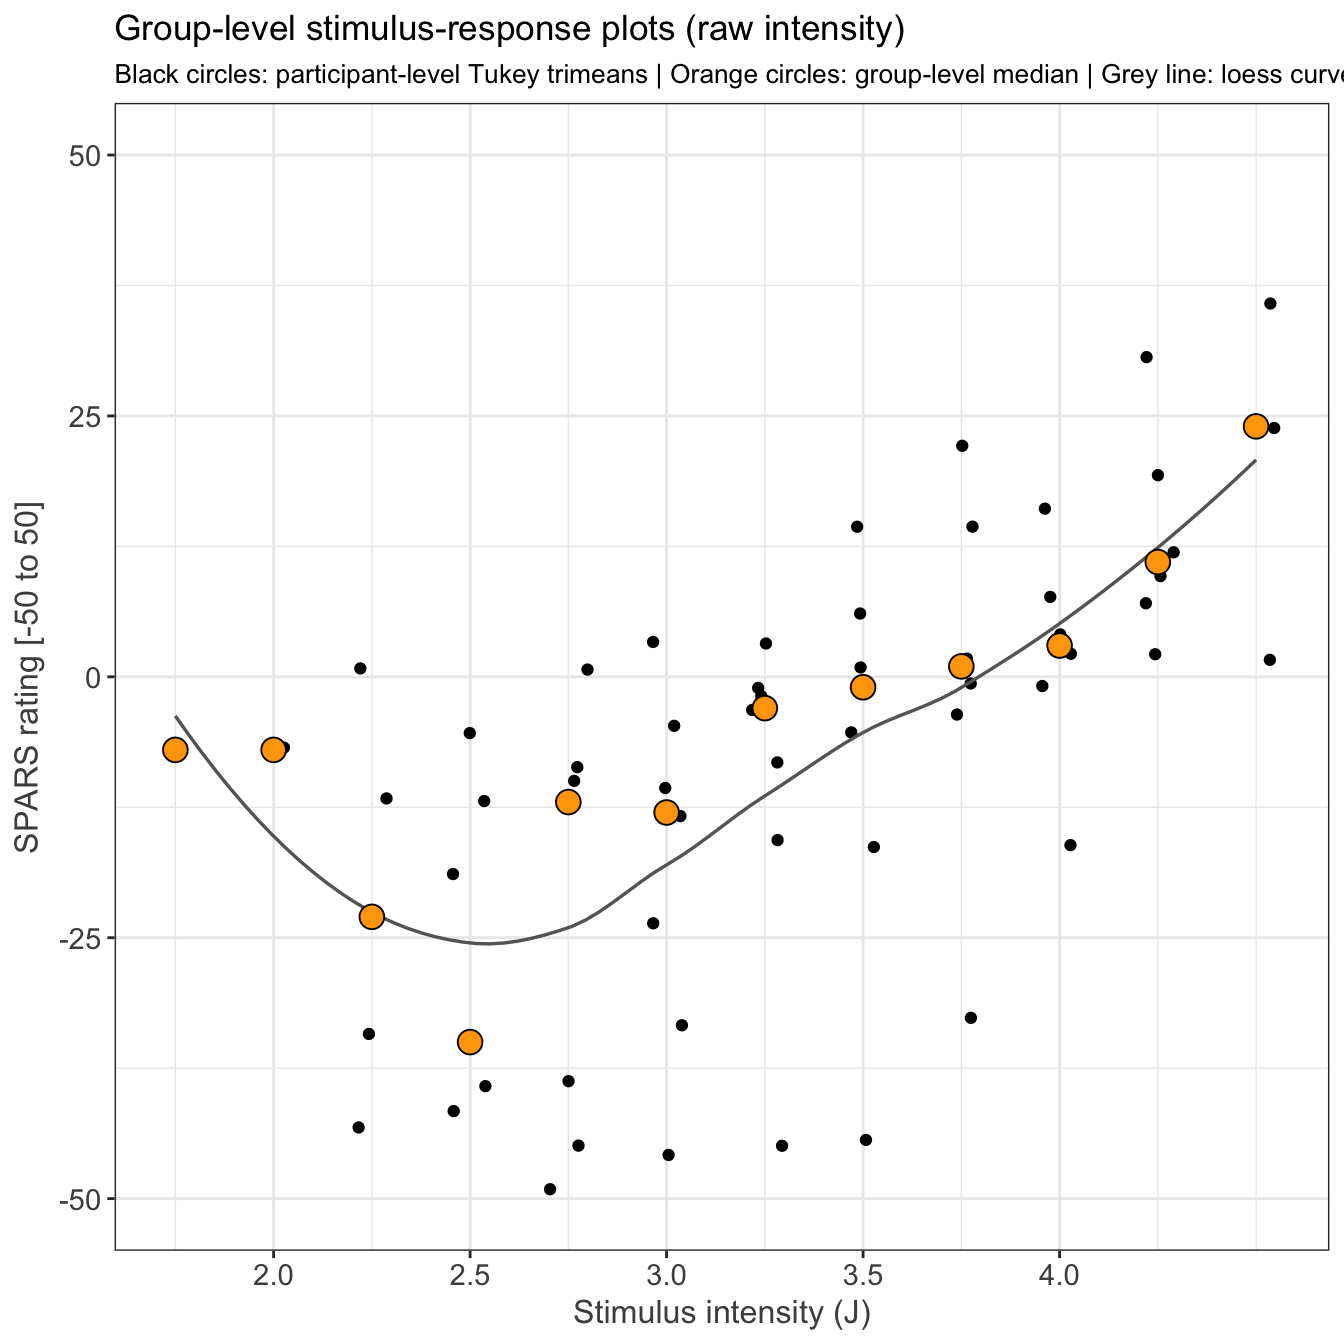 Group-level stimulus-response plots (raw intensity)
Black circles: participant-level Tukey trimeans | Orange circles: group-level median | Grey line: loess curve
50
25
0
-25
-50
SPARS rating [-50 to 50]
2.0 2.5 3.0 3.5 4.0
Stimulus intensity (J)